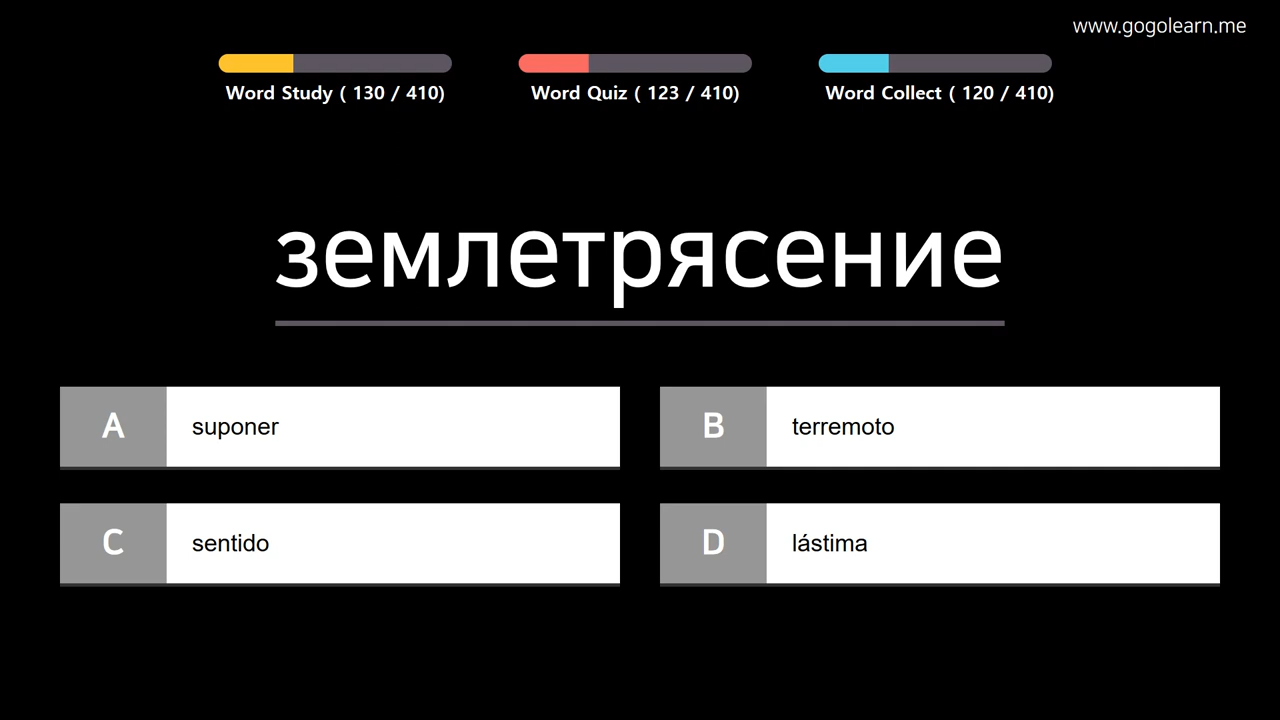 www.gogolearn.me
Word Study ( 130 / 410)
Word Quiz ( 123 / 410)
Word Collect ( 120 / 410)
землетрясение
A suponer
B terremoto
C sentido
D lástima